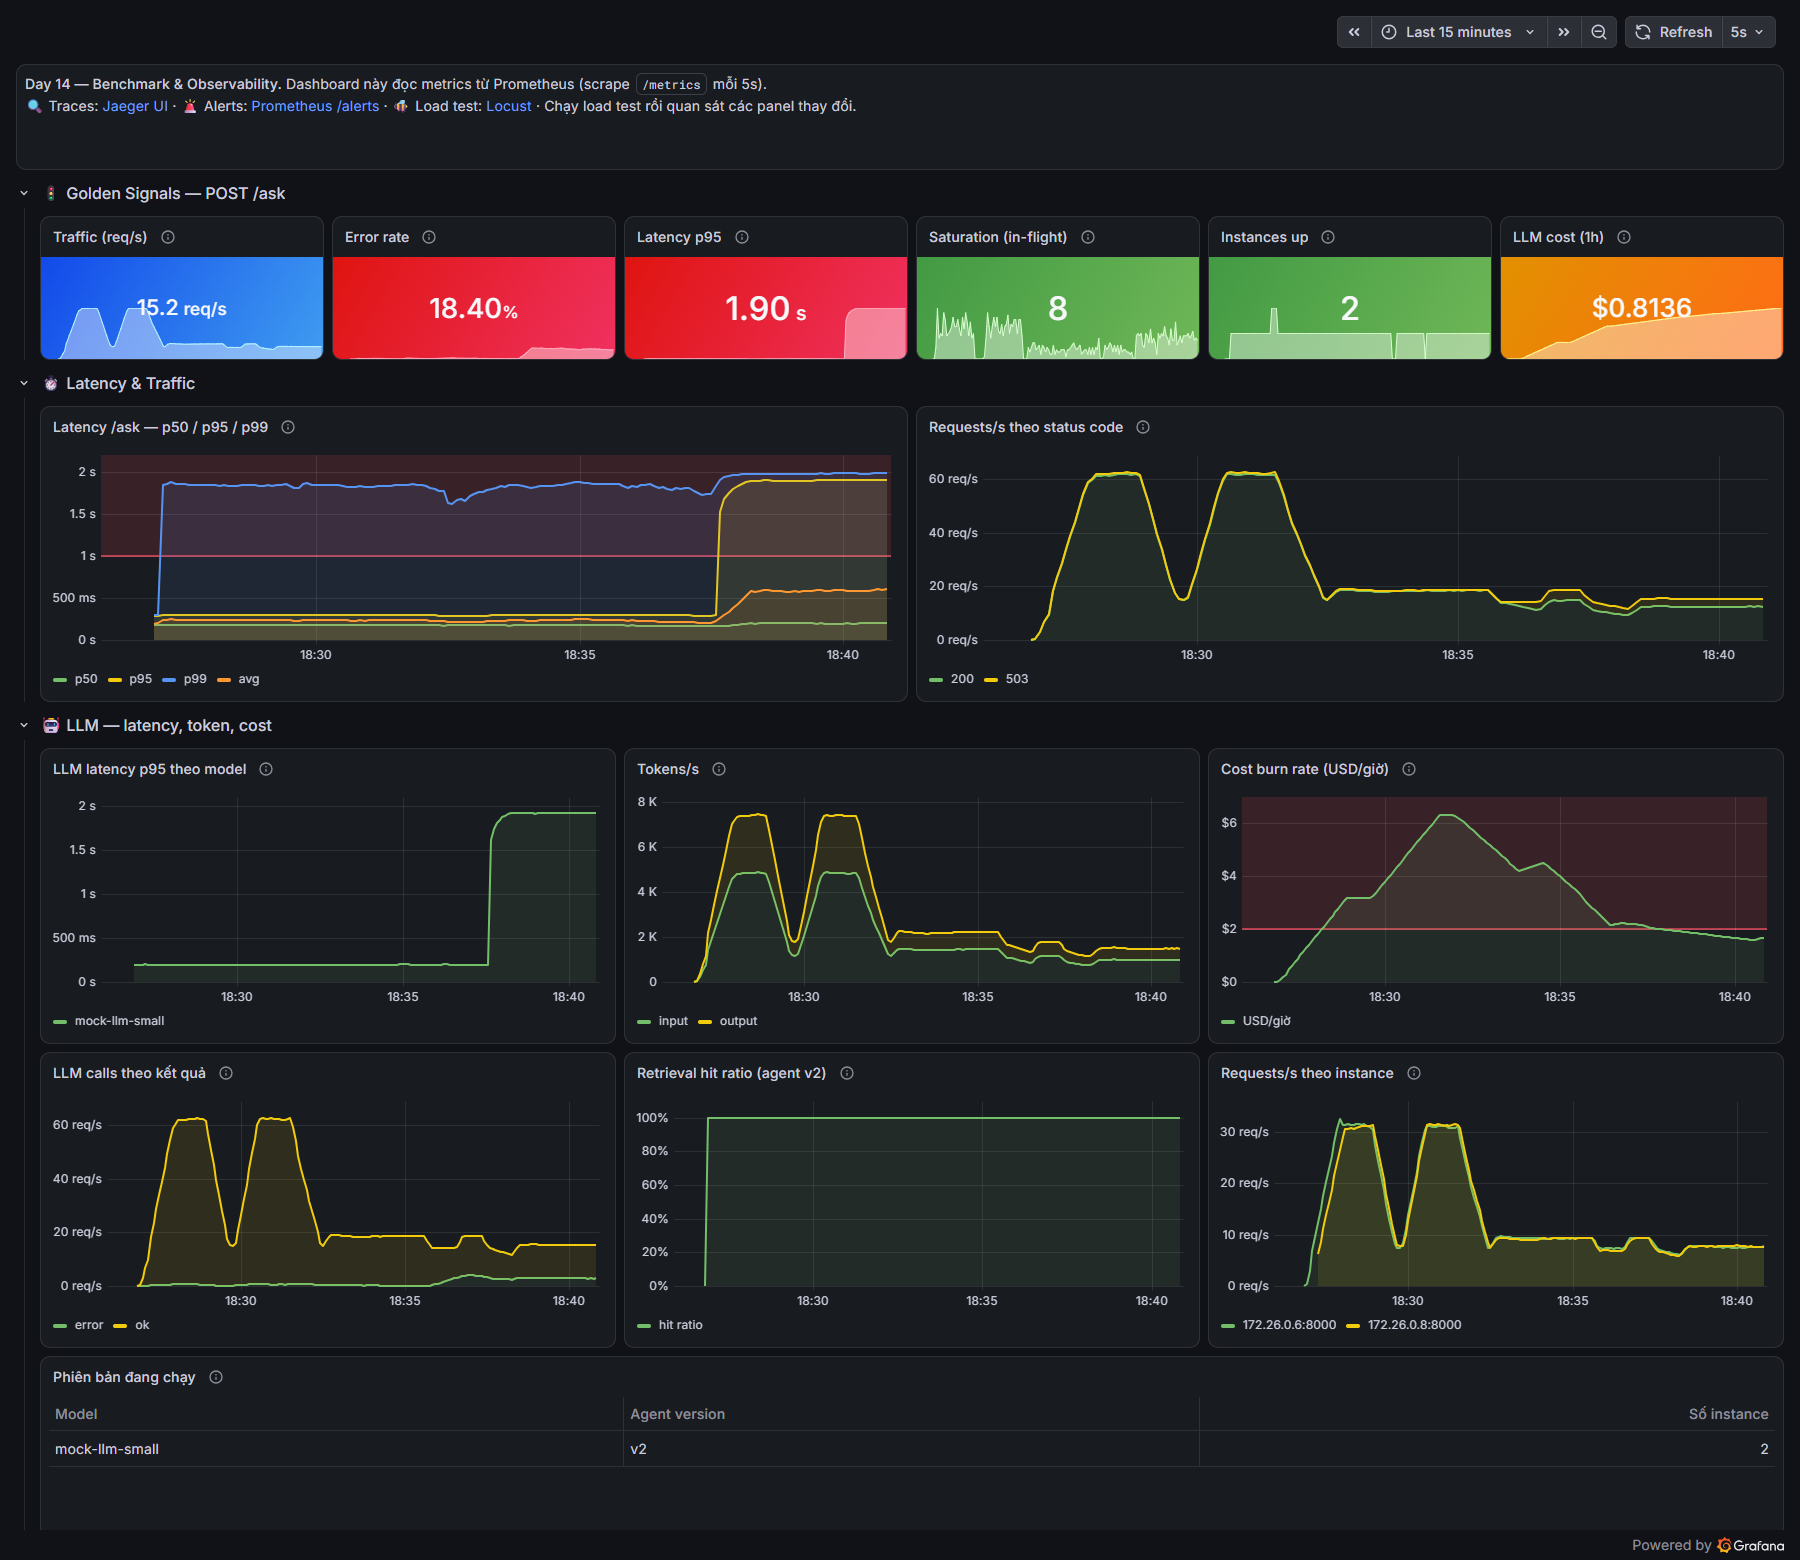 Last 15 minutes
Refresh
5s
Day 14 — Benchmark & Observability. Dashboard này đọc metrics từ Prometheus (scrape /metrics mỗi 5s).
Traces: Jaeger UI · Alerts: Prometheus /alerts · Load test: Locust · Chạy load test rồi quan sát các panel thay đổi.
Golden Signals — POST /ask
Traffic (req/s)
15.2 req/s
Error rate
18.40%
Latency p95
1.90 s
Saturation (in-flight)
8
Instances up
2
LLM cost (1h)
$0.8136
Latency & Traffic
Latency /ask — p50 / p95 / p99
2 s
1.5 s
1 s
500 ms
0 s
18:30
18:35
18:40
p50
p95
p99
avg
Requests/s theo status code
60 req/s
40 req/s
20 req/s
0 req/s
18:30
18:35
18:40
200
503
LLM — latency, token, cost
LLM latency p95 theo model
2 s
1.5 s
1 s
500 ms
0 s
18:30
18:35
18:40
mock-llm-small
Tokens/s
8 K
6 K
4 K
2 K
0
18:30
18:35
18:40
input
output
Cost burn rate (USD/giờ)
$6
$4
$2
$0
18:30
18:35
18:40
USD/giờ
LLM calls theo kết quả
60 req/s
40 req/s
20 req/s
0 req/s
18:30
18:35
18:40
error
ok
Retrieval hit ratio (agent v2)
100%
80%
60%
40%
20%
0%
18:30
18:35
18:40
hit ratio
Requests/s theo instance
30 req/s
20 req/s
10 req/s
0 req/s
18:30
18:35
18:40
172.26.0.6:8000
172.26.0.8:8000
Phiên bản đang chạy
Model
Agent version
Số instance
mock-llm-small
v2
2
Powered by Grafana